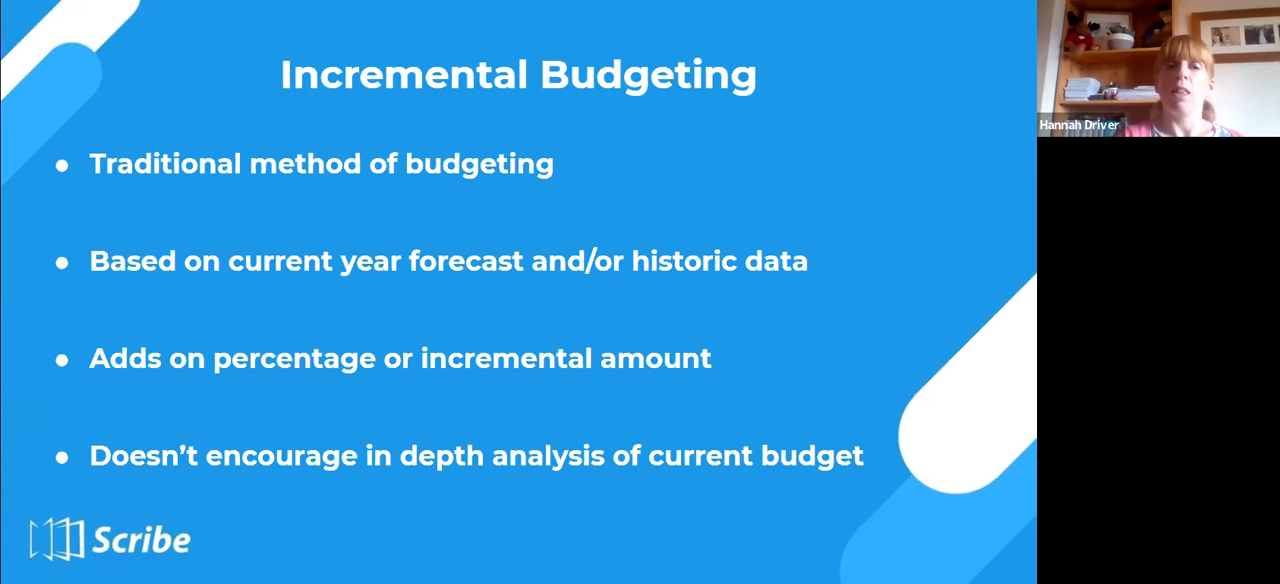 Incremental Budgeting
● Traditional method of budgeting
● Based on current year forecast and/or historic data
● Adds on percentage or incremental amount
● Doesn’t encourage in depth analysis of current budget
Scribe
Hannah Driver